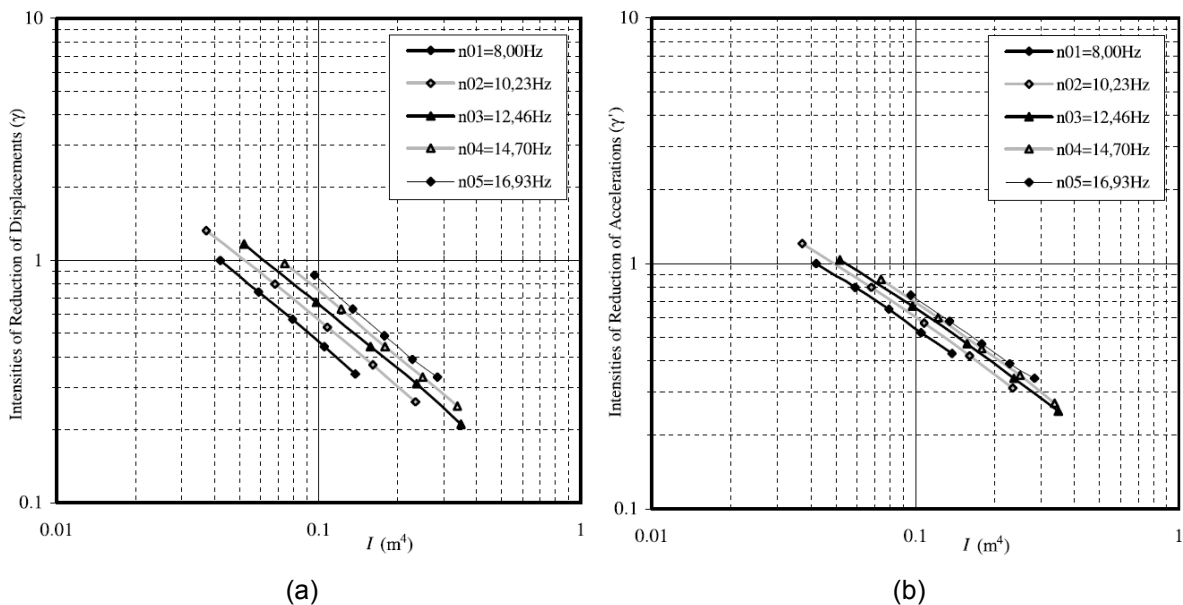 10
1
0.1
Intensities of Reduction of Displacements (γ)
n01=8,00Hz
n02=10,23Hz
n03=12,46Hz
n04=14,70Hz
n05=16,93Hz
0.01
0.1
1
I (m⁴)
(a)
10
1
0.1
Intensities of Reduction of Accelerations (γ')
n01=8,00Hz
n02=10,23Hz
n03=12,46Hz
n04=14,70Hz
n05=16,93Hz
0.01
0.1
1
I (m⁴)
(b)